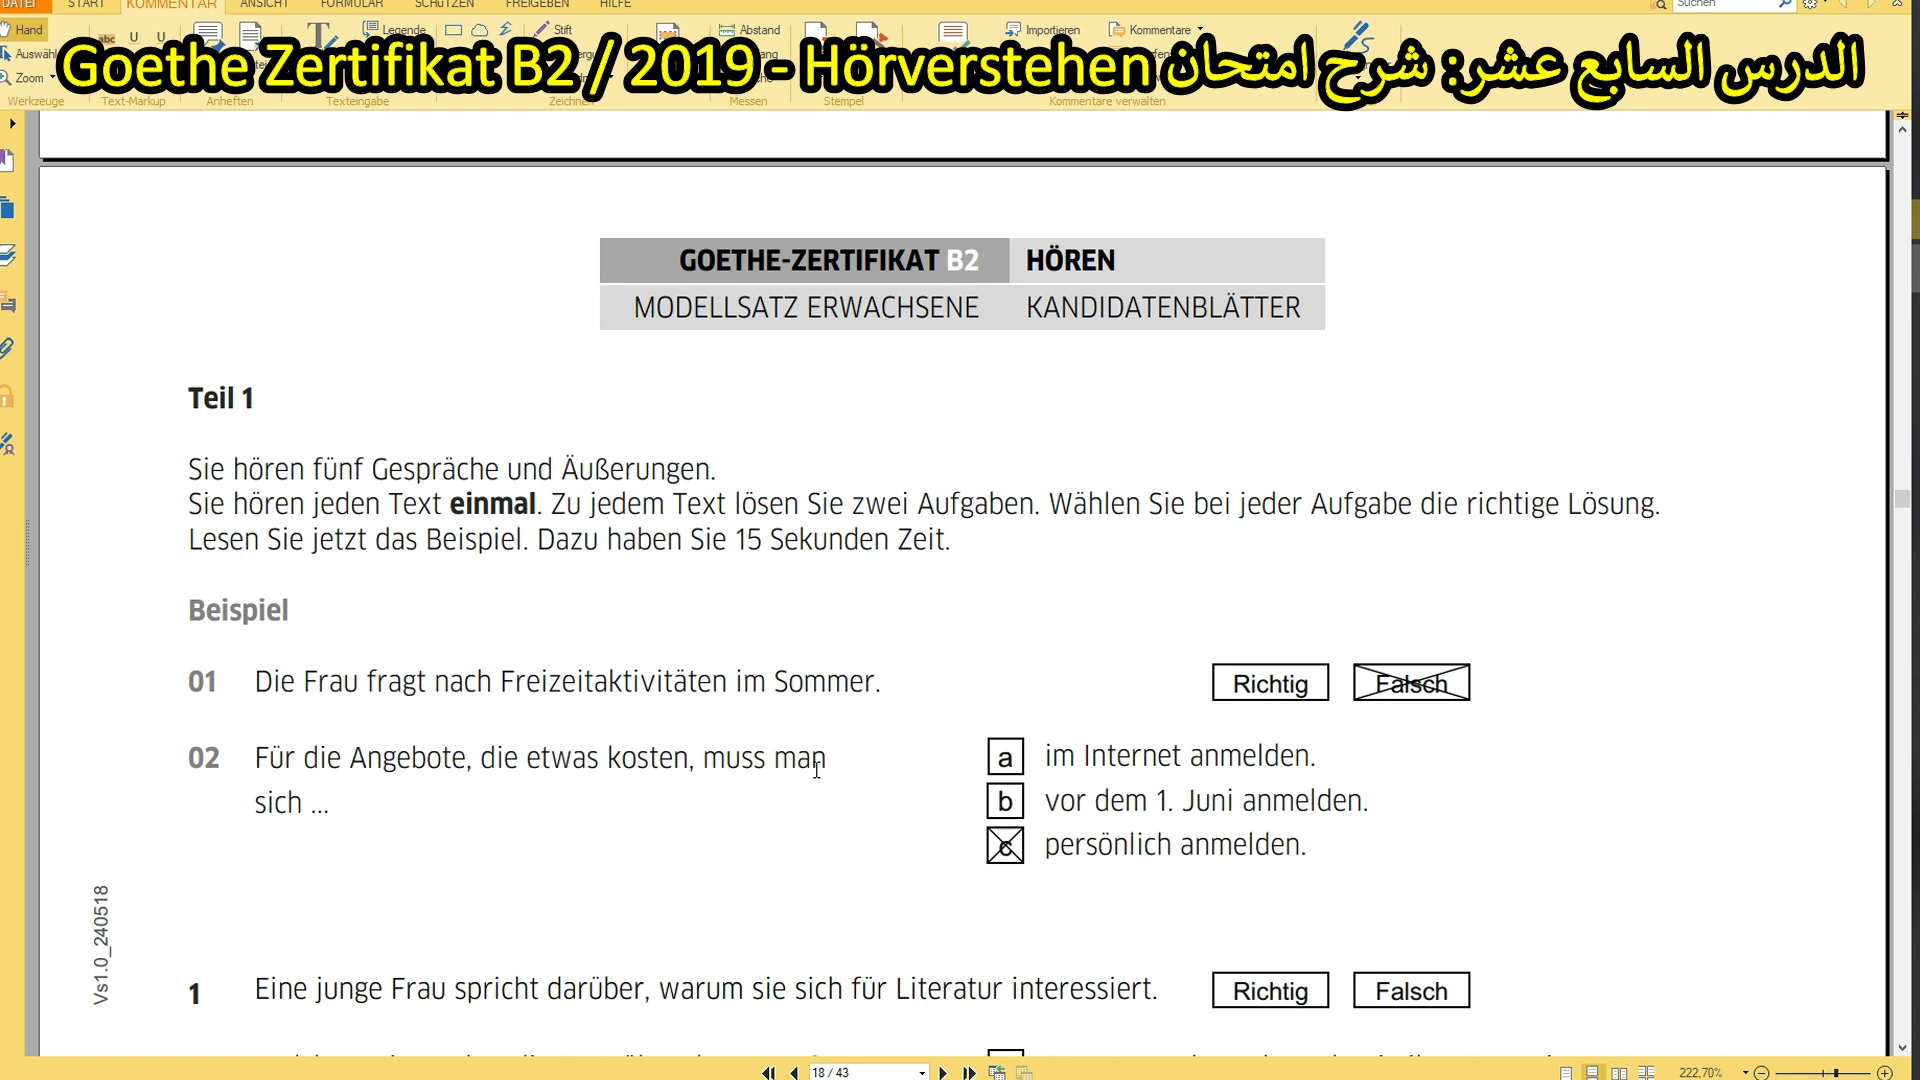 DATEI START KOMMENTAR ANSICHT FORMULAR SCHÜTZEN FREIGEBEN HILFE Suchen
Hand Legende Stift Abstand Importieren Kommentare
Goethe Zertifikat B2 / 2019 - Hörverstehen الدرس السابع عشر: شرح امتحان
Zoom
Werkzeuge Text-Markup Anheften Texteingabe Messen Stempel Kommentare verwalten
GOETHE-ZERTIFIKAT B2 HÖREN
MODELLSATZ ERWACHSENE KANDIDATENBLÄTTER
Teil 1
Sie hören fünf Gespräche und Äußerungen.
Sie hören jeden Text einmal. Zu jedem Text lösen Sie zwei Aufgaben. Wählen Sie bei jeder Aufgabe die richtige Lösung.
Lesen Sie jetzt das Beispiel. Dazu haben Sie 15 Sekunden Zeit.
Beispiel
01 Die Frau fragt nach Freizeitaktivitäten im Sommer. Richtig Falsch
02 Für die Angebote, die etwas kosten, muss man
sich ...
a im Internet anmelden.
b vor dem 1. Juni anmelden.
c persönlich anmelden.
Vs1.0_240518
1 Eine junge Frau spricht darüber, warum sie sich für Literatur interessiert. Richtig Falsch
18 / 43 222,70%